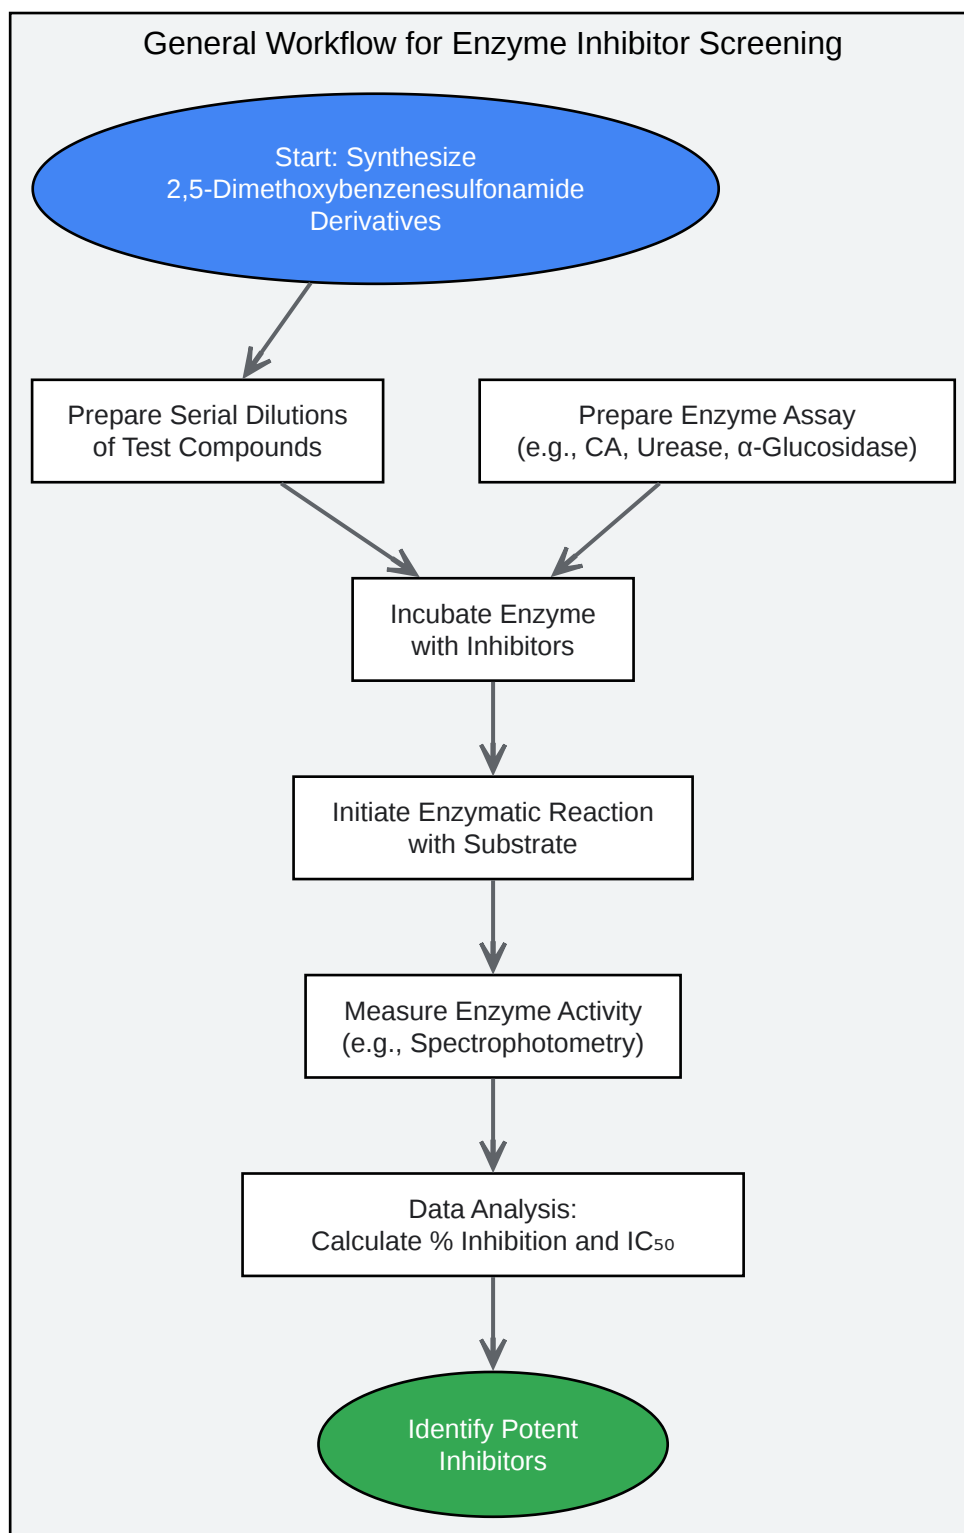 General Workflow for Enzyme Inhibitor Screening
Start: Synthesize
2,5-Dimethoxybenzenesulfonamide
Derivatives
Prepare Serial Dilutions
of Test Compounds
Prepare Enzyme Assay
(e.g., CA, Urease, α-Glucosidase)
Incubate Enzyme
with Inhibitors
Initiate Enzymatic Reaction
with Substrate
Measure Enzyme Activity
(e.g., Spectrophotometry)
Data Analysis:
Calculate % Inhibition and IC₅₀
Identify Potent
Inhibitors